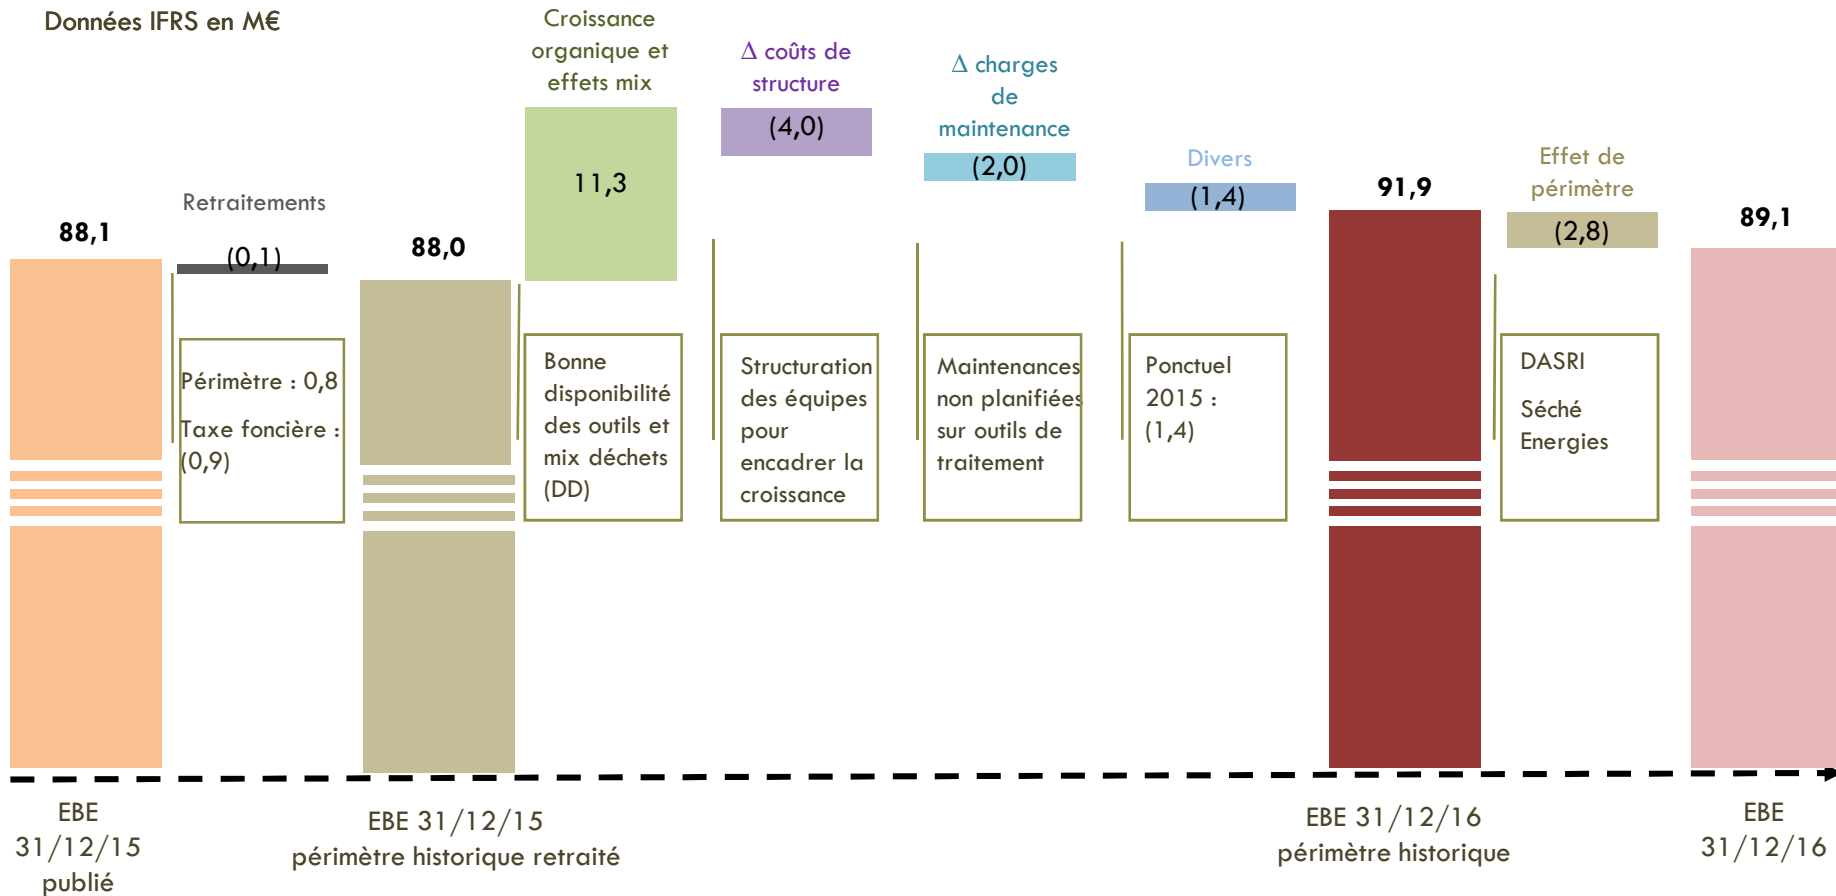 Données IFRS en M€
88,1
Retraitements
(0,1)
88,0
Croissance
organique et
effets mix
11,3
Δ coûts de
structure
(4,0)
Δ charges
de
maintenance
(2,0)
Divers
(1,4)
91,9
Effet de
périmètre
(2,8)
89,1
Périmètre : 0,8
Taxe foncière :
(0,9)
Bonne
disponibilité
des outils et
mix déchets
(DD)
Structuration
des équipes
pour
encadrer la
croissance
Maintenances
non planifiées
sur outils de
traitement
Ponctuel
2015 :
(1,4)
DASRI
Séché
Energies
EBE
31/12/15
publié
EBE 31/12/15
périmètre historique retraité
EBE 31/12/16
périmètre historique
EBE
31/12/16